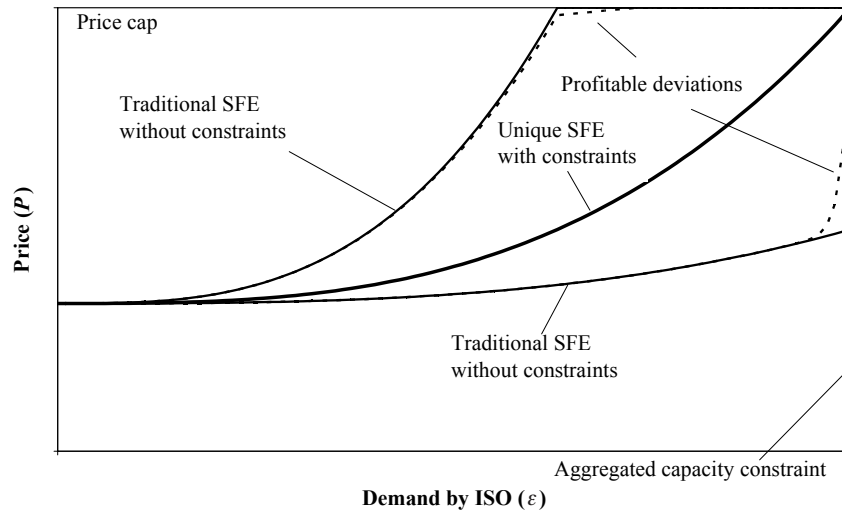 Price cap
Profitable deviations
Traditional SFE
without constraints
Unique SFE
with constraints
Price (P)
Traditional SFE
without constraints
Aggregated capacity constraint
Demand by ISO (ε)